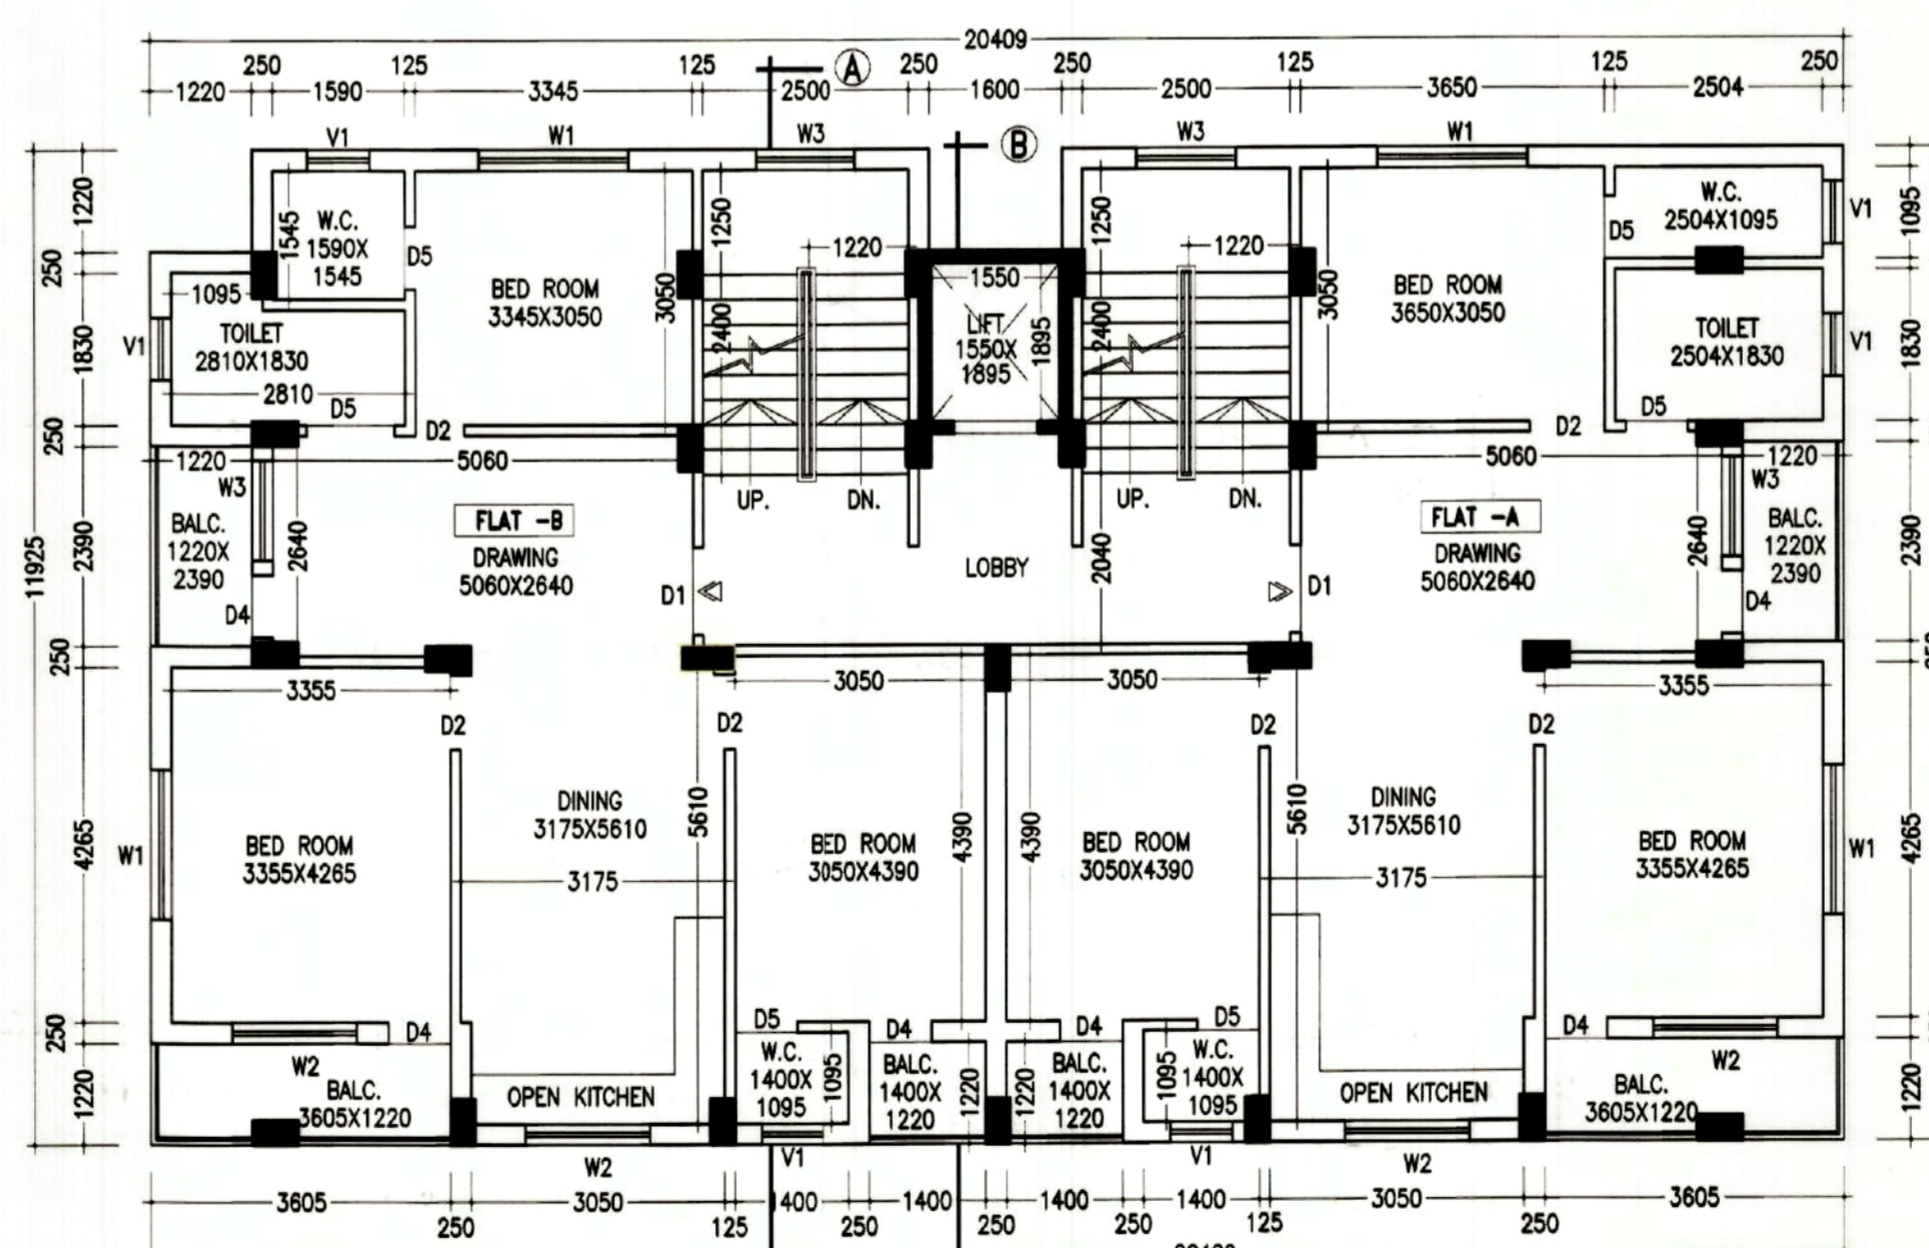 20409
250 125 125 A 250 250 125 125 250
1220 1590 3345 2500 1600 2500 3650 2504
V1 W1 W3 B W3 W1
1220
250
1830
250
2390
11925
250
4265
250
1220
1545
W.C.
1590X
1545
D5
BED ROOM
3345X3050
3050
1095
TOILET
2810X1830
V1
2810
D5
D2
1250
1220
2400
UP.
DN.
1550
LIFT
1550X
1895
1895
1250
1220
2400
UP.
DN.
3050
BED ROOM
3650X3050
D5
W.C.
2504X1095
V1
TOILET
2504X1830
V1
D5
D2
1095
1830
2390
4265
1220
1220
5060
W3
BALC.
1220X
2390
D4
2640
FLAT -B
DRAWING
5060X2640
D1
LOBBY
2040
D1
5060
1220
FLAT -A
DRAWING
5060X2640
2640
W3
BALC.
1220X
2390
D4
3355
3050
3050
3355
D2
D2
D2
D2
W1
BED ROOM
3355X4265
DINING
3175X5610
3175
5610
BED ROOM
3050X4390
4390
4390
BED ROOM
3050X4390
5610
DINING
3175X5610
3175
BED ROOM
3355X4265
W1
D4
W2
BALC.
3605X1220
OPEN KITCHEN
D5
W.C.
1400X
1095
1095
D4
BALC.
1400X
1220
1220
1220
D4
BALC.
1400X
1220
1095
D5
W.C.
1400X
1095
OPEN KITCHEN
D4
W2
BALC.
3605X1220
W2 V1 V1 W2
3605 3050 1400 1400 1400 1400 3050 3605
250 125 250 250 250 125 250